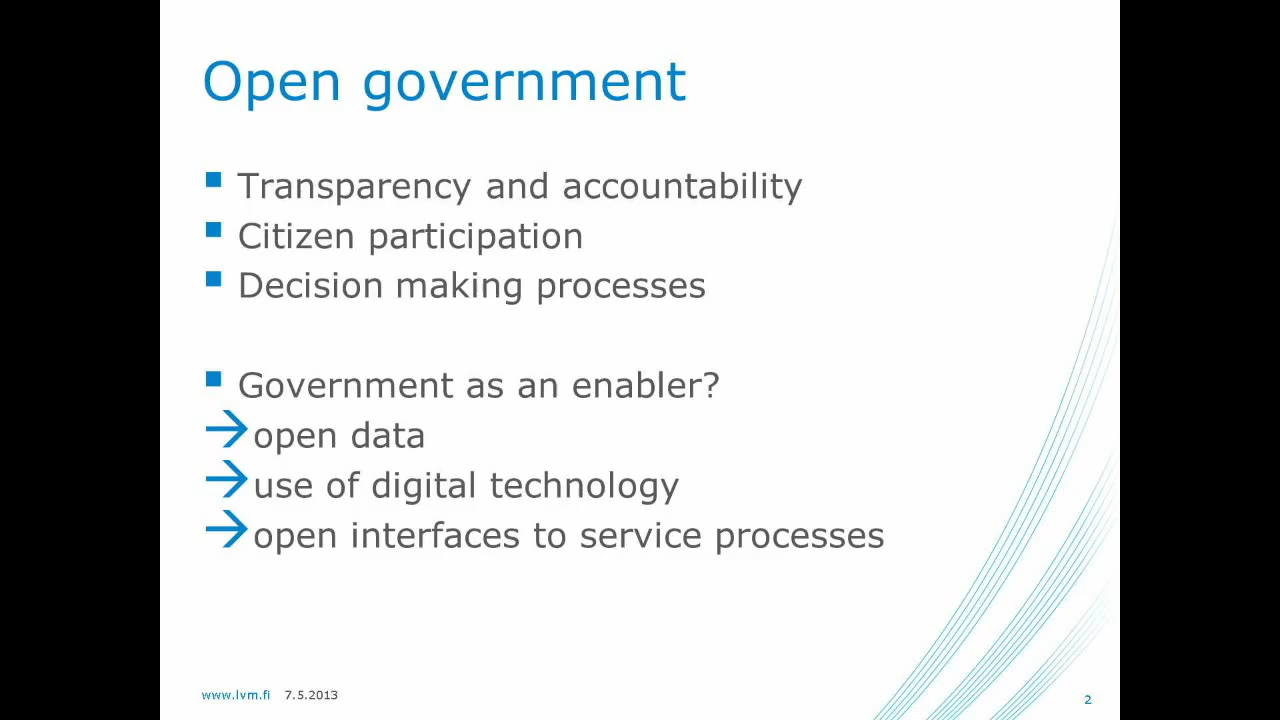 Open government
▪ Transparency and accountability
▪ Citizen participation
▪ Decision making processes
▪ Government as an enabler?
→ open data
→ use of digital technology
→ open interfaces to service processes
www.lvm.fi 7.5.2013
2